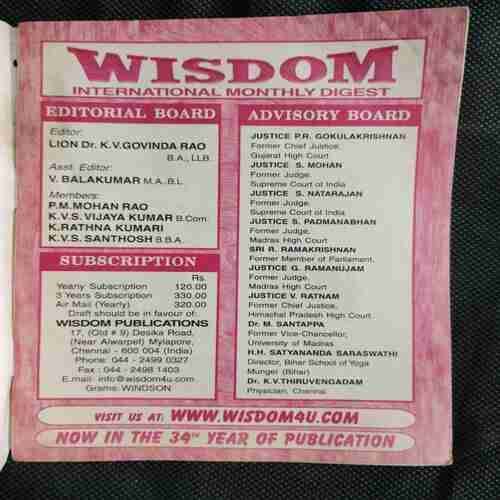 WISDOM
INTERNATIONAL MONTHLY DIGEST
EDITORIAL BOARD
Editor:
LION Dr. K.V.GOVINDA RAO
B.A., LLB.
Asst. Editor:
V. BALAKUMAR M.A.,B.L.
Members:
P.M.MOHAN RAO
K.V.S. VIJAYA KUMAR B.Com.
K.RATHNA KUMARI
K.V.S. SANTHOSH B.B.A.
SUBSCRIPTION
Rs.
Yearly Subscription 120.00
3 Years Subscription 330.00
Air Mail (Yearly) 320.00
Draft should be in favour of:
WISDOM PUBLICATIONS
17, (Old # 9) Desika Road,
(Near Alwarpet) Mylapore,
Chennai - 600 004 (India)
Phone: 044 - 2499 0327
Fax : 044 - 2498 1403
E.mail- info@wisdom4u.com
Grams: WINDSON
ADVISORY BOARD
JUSTICE P.R. GOKULAKRISHNAN
Former Chief Justice,
Gujarat High Court
JUSTICE S. MOHAN
Former Judge,
Supreme Court of India
JUSTICE S. NATARAJAN
Former Judge,
Supreme Court of India
JUSTICE S. PADMANABHAN
Former Judge,
Madras High Court
SRI R. RAMAKRISHNAN
Former Member of Parliament,
JUSTICE G. RAMANUJAM
Former Judge,
Madras High Court
JUSTICE V. RATNAM
Former Chief Justice,
Himachal Pradesh High Court
Dr. M. SANTAPPA
Former Vice-Chancellor,
University of Madras
H.H. SATYANANDA SARASWATHI
Director, Bihar School of Yoga
Mungel (Bihar)
Dr. K.V.THIRUVENGADAM
Physician, Chennai
VISIT US AT: WWW.WISDOM4U.COM
NOW IN THE 34TH YEAR OF PUBLICATION